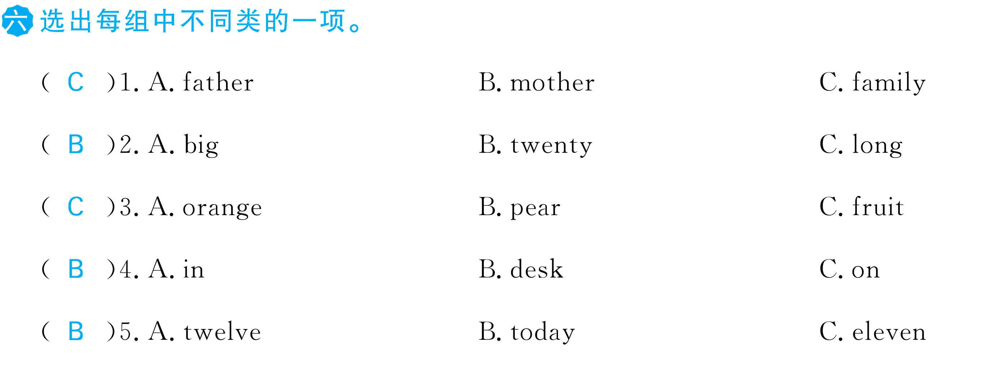 六 选出每组中不同类的一项。
( C )1. A. father B. mother C. family
( B )2. A. big B. twenty C. long
( C )3. A. orange B. pear C. fruit
( B )4. A. in B. desk C. on
( B )5. A. twelve B. today C. eleven